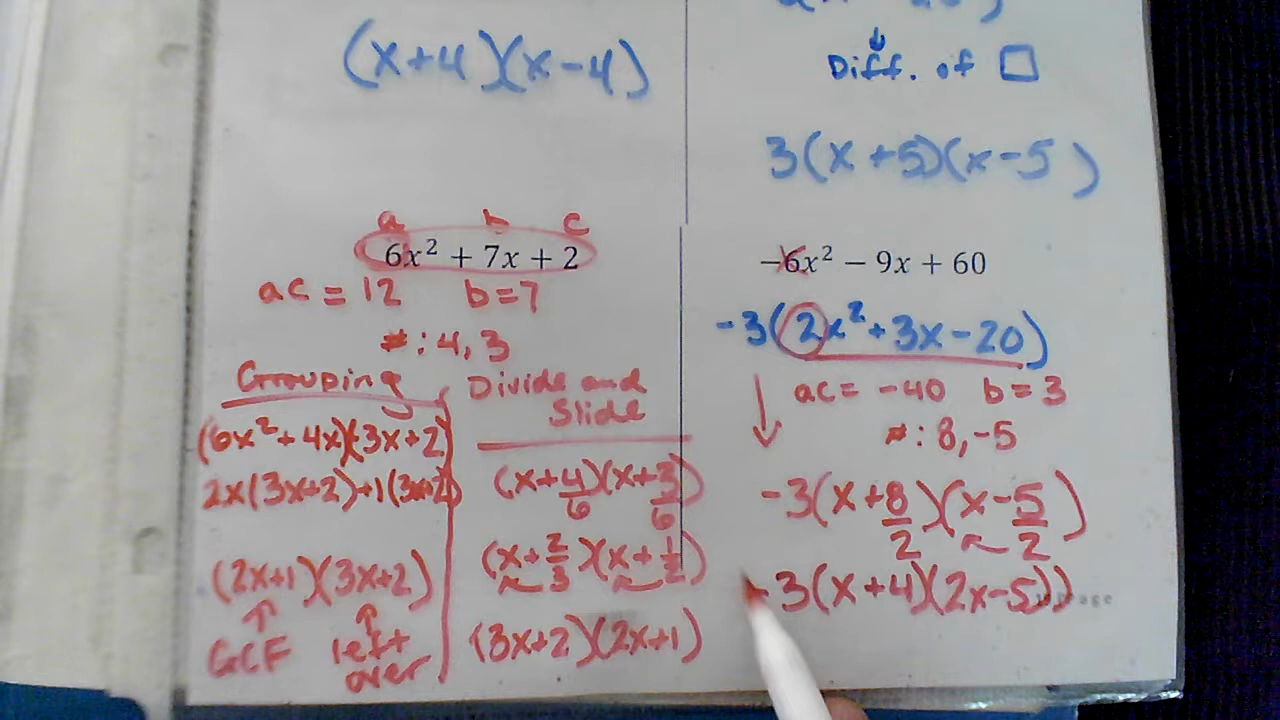 (x+4)(x-4)
Diff. of □
3(x+5)(x-5)
a b c
6x² + 7x + 2
ac = 12 b=7
#: 4, 3
Grouping
(6x²+4x)(+3x+2)
2x(3x+2)+1(3x+2)
(2x+1)(3x+2)
GCF left over
Divide and
Slide
(x+4/6)(x+3/6)
(x+2/3)(x+1/2)
(3x+2)(2x+1)
-6x² − 9x + 60
-3(2x²+3x-20)
ac= -40 b=3
#: 8,-5
-3(x+8/2)(x-5/2)
-3(x+4)(2x-5))